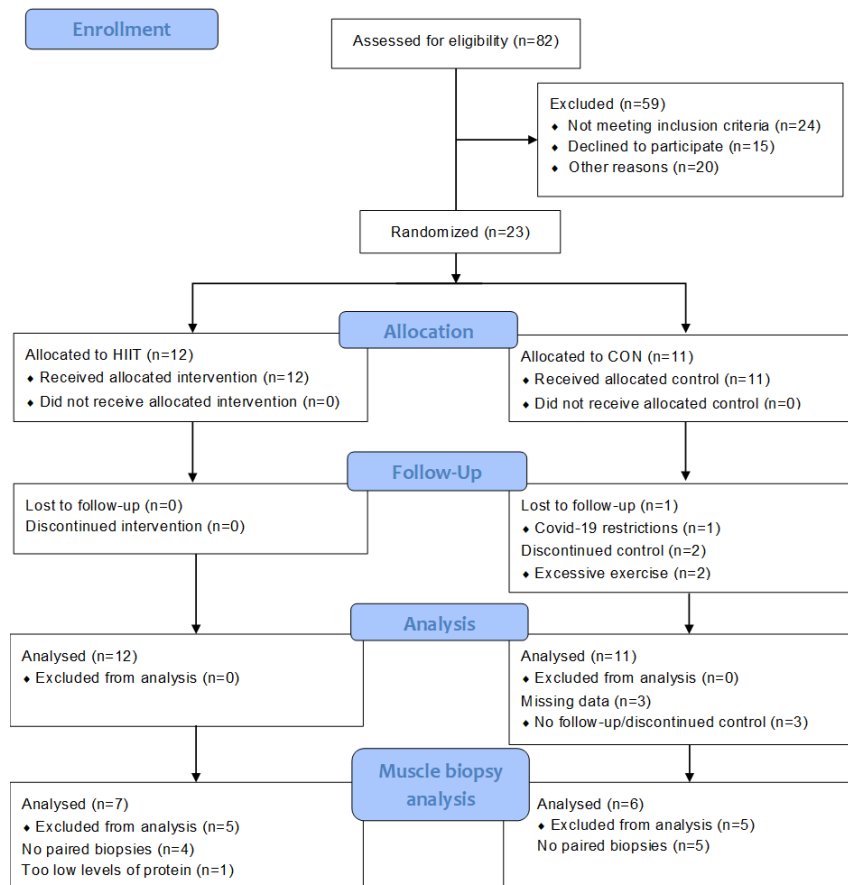 Enrollment
Assessed for eligibility (n=82)
Excluded (n=59)
♦ Not meeting inclusion criteria (n=24)
♦ Declined to participate (n=15)
♦ Other reasons (n=20)
Randomized (n=23)
Allocation
Allocated to HIIT (n=12)
♦ Received allocated intervention (n=12)
♦ Did not receive allocated intervention (n=0)
Allocated to CON (n=11)
♦ Received allocated control (n=11)
♦ Did not receive allocated control (n=0)
Follow-Up
Lost to follow-up (n=0)
Discontinued intervention (n=0)
Lost to follow-up (n=1)
♦ Covid-19 restrictions (n=1)
Discontinued control (n=2)
♦ Excessive exercise (n=2)
Analysis
Analysed (n=12)
♦ Excluded from analysis (n=0)
Analysed (n=11)
♦ Excluded from analysis (n=0)
Missing data (n=3)
♦ No follow-up/discontinued control (n=3)
Muscle biopsy
analysis
Analysed (n=7)
♦ Excluded from analysis (n=5)
No paired biopsies (n=4)
Too low levels of protein (n=1)
Analysed (n=6)
♦ Excluded from analysis (n=5)
No paired biopsies (n=5)